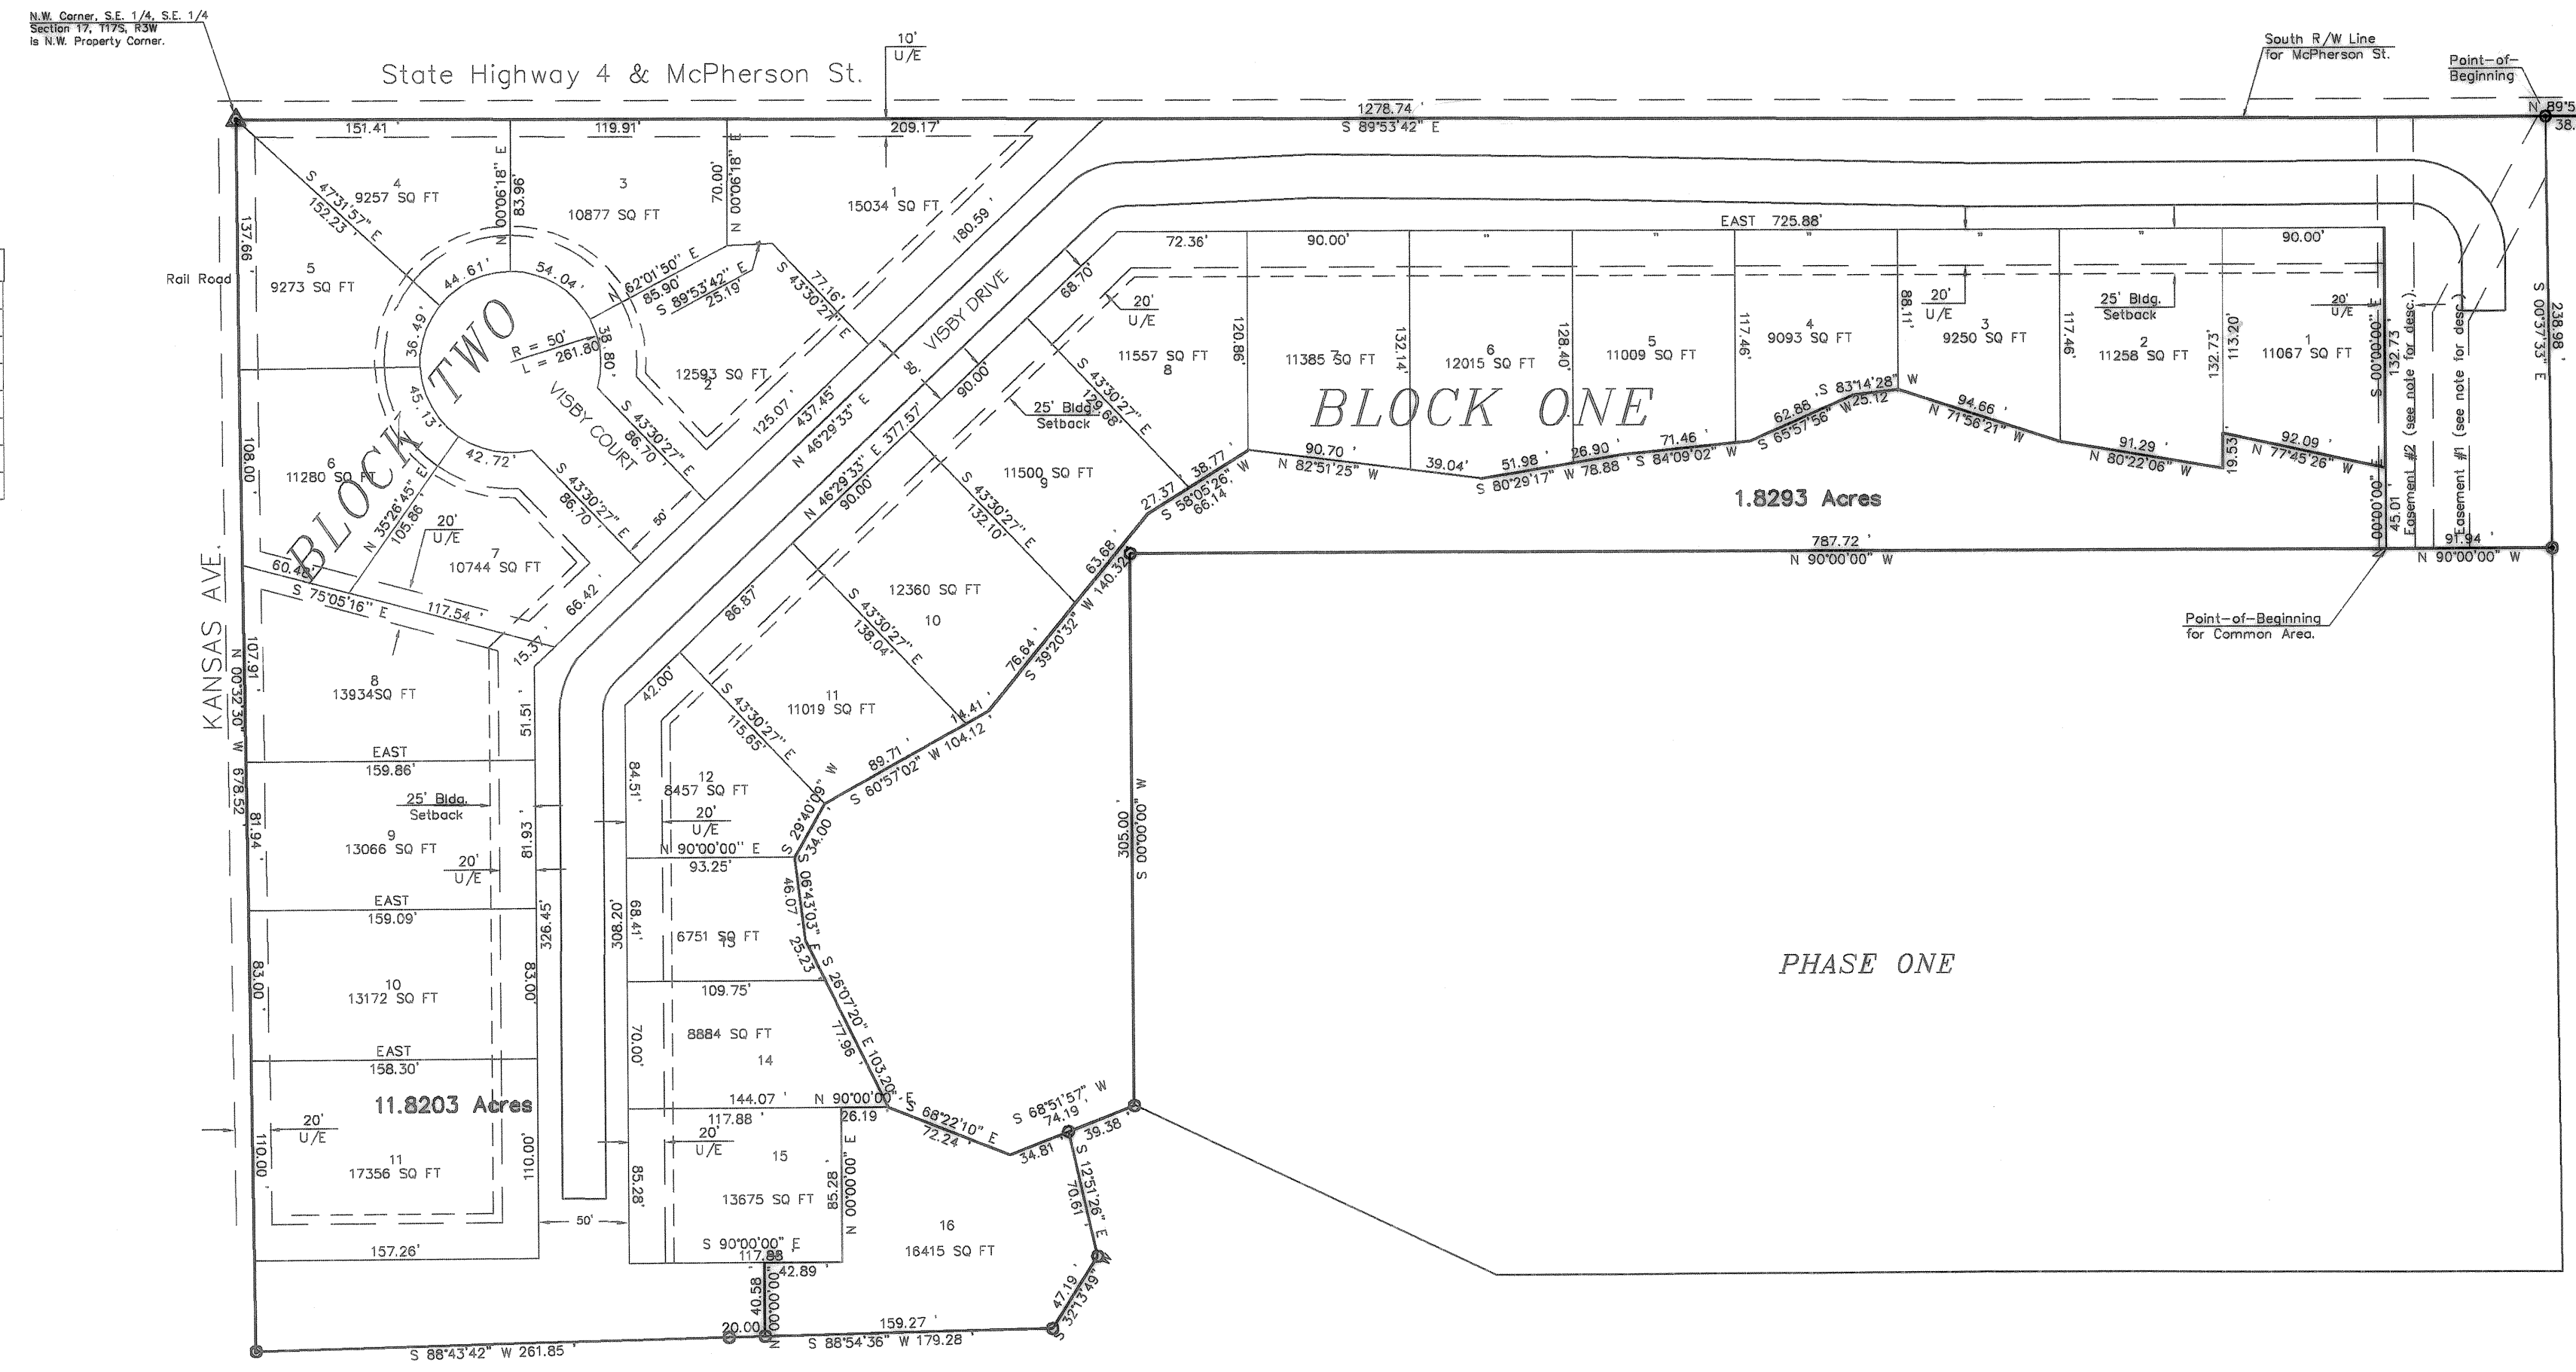 N.W. Corner, S.E. 1/4, S.E. 1/4
Section 17, T17S, R3W
Is N.W. Property Corner.
State Highway 4 & McPherson St.
10'
U/E
South R/W Line
for McPherson St.
Point-of-
Beginning
N 89°5
38.
1278.74 '
S 89°53'42" E
151.41 '
119.91'
209.17'
KANSAS AVE.
Rail Road
N 00°32'30" W 678.52 '
137.66 '
108.00 '
107.91 '
81.94 '
83.00 '
110.00 '
BLOCK TWO
4
9257 SQ FT
S 47°31'57" E
152.23 '
N 00°06'18" E
83.96'
3
10877 SQ FT
70.00'
N 00°06'18" E
1
15034 SQ FT
180.59 '
5
9273 SQ FT
44.61'
54.04'
36.49'
45.13'
42.72'
38.80'
R = 50'
L = 261.80'
N 62°01'50" E
85.90'
S 89°53'42" E
25.19'
77.16'
S 43°30'27" E
12593 SQ FT
2
VISBY COURT
S 43°30'27" E
86.70 '
S 43°30'27" E
86.70 '
50'
6
11280 SQ FT
N 35°26'45" E
105.86 '
20'
U/E
7
10744 SQ FT
60.48'
S 75°05'16" E
117.54 '
66.42 '
15.37 '
125.07 '
437.45'
N 46°29'33" E
VISBY DRIVE
50'
N 46°29'33" E 377.57'
68.70'
90.00'
90.00'
86.87'
42.00'
8
13934SQ FT
51.51 '
EAST
159.86'
25' Bldg.
Setback
9
13066 SQ FT
81.93 '
20'
U/E
EAST
159.09'
10
13172 SQ FT
83.00'
EAST
158.30'
11.8203 Acres
20'
U/E
11
17356 SQ FT
110.00'
157.26'
326.45'
308.20'
50'
BLOCK ONE
EAST 725.88'
72.36'
90.00'
"
"
"
"
90.00'
20'
U/E
11557 SQ FT
8
120.86'
7
11385 SQ FT
132.14'
6
12015 SQ FT
128.40'
5
11009 SQ FT
117.46'
4
9093 SQ FT
88.11'
20'
U/E
3
9250 SQ FT
117.46'
25' Bldg.
Setback
2
11258 SQ FT
132.73'
113.20'
1
11067 SQ FT
20'
U/E
S 00°00'00" E
132.73'
Easement #2 (see note for desc.).
Easement #1 (see note for desc.)
238.98 '
S 00°37'33" E
N 00°00'00" E
45.01 '
91.94 '
N 90°00'00" W
787.72 '
N 90°00'00" W
Point-of-Beginning
for Common Area.
1.8293 Acres
92.09 '
N 77°45'26" W
19.53'
91.29 '
N 80°22'06" W
94.66 '
N 71°56'21" W
S 83°14'28" W
25.12 '
62.88 '
S 65°57'56" W
71.46 '
S 84°09'02" W
26.90 '
78.88 '
51.98 '
S 80°29'17" W
39.04'
90.70 '
N 82°51'25" W
38.77 '
27.37 '
S 58°05'26" W
66.14'
63.68 '
140.32'
76.64 '
S 39°20'32" W
25' Bldg.
Setback
S 43°30'27" E
129.68'
11500 SQ FT
9
S 43°30'27" E
132.10'
12360 SQ FT
10
S 43°30'27" E
138.04'
11
11019 SQ FT
S 43°30'27" E
115.65'
14.41 '
89.71 '
S 60°57'02" W 104.12 '
12
8457 SQ FT
20'
U/E
84.51'
S 29°40'09" W
34.00 '
N 90°00'00" E
93.25'
S 06°43'03" E
46.07 '
6751 SQ FT
13
68.41'
25.23 '
109.75'
S 26°07'20" E 103.20'
77.96 '
8884 SQ FT
14
70.00'
144.07 '
N 90°00'00" E
117.88 '
26.19 '
S 68°22'10" E
72.24 '
20'
U/E
15
13675 SQ FT
85.28'
85.28 '
N 00°00'00" E
S 90°00'00" E
117.88 '
42.89 '
40.58 '
N 00°00'00" E
16
16415 SQ FT
34.81 '
S 68°51'57" W
74.19 '
39.38 '
S 12°51'26" E
70.61 '
47.19 '
S 32°13'49" W
305.00'
S 00°00'00" W
PHASE ONE
20.00 '
159.27 '
S 88°54'36" W 179.28 '
S 88°43'42" W 261.85 '